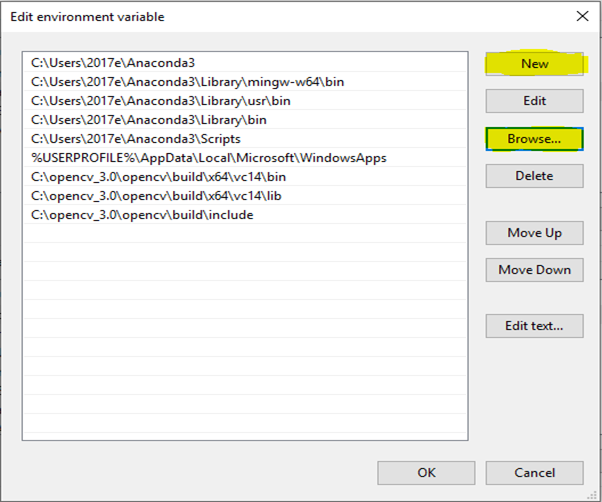 Edit environment variable
C:\Users\2017e\Anaconda3
C:\Users\2017e\Anaconda3\Library\mingw-w64\bin
C:\Users\2017e\Anaconda3\Library\usr\bin
C:\Users\2017e\Anaconda3\Library\bin
C:\Users\2017e\Anaconda3\Scripts
%USERPROFILE%\AppData\Local\Microsoft\WindowsApps
C:\opencv_3.0\opencv\build\x64\vc14\bin
C:\opencv_3.0\opencv\build\x64\vc14\lib
C:\opencv_3.0\opencv\build\include
New
Edit
Browse...
Delete
Move Up
Move Down
Edit text...
OK
Cancel